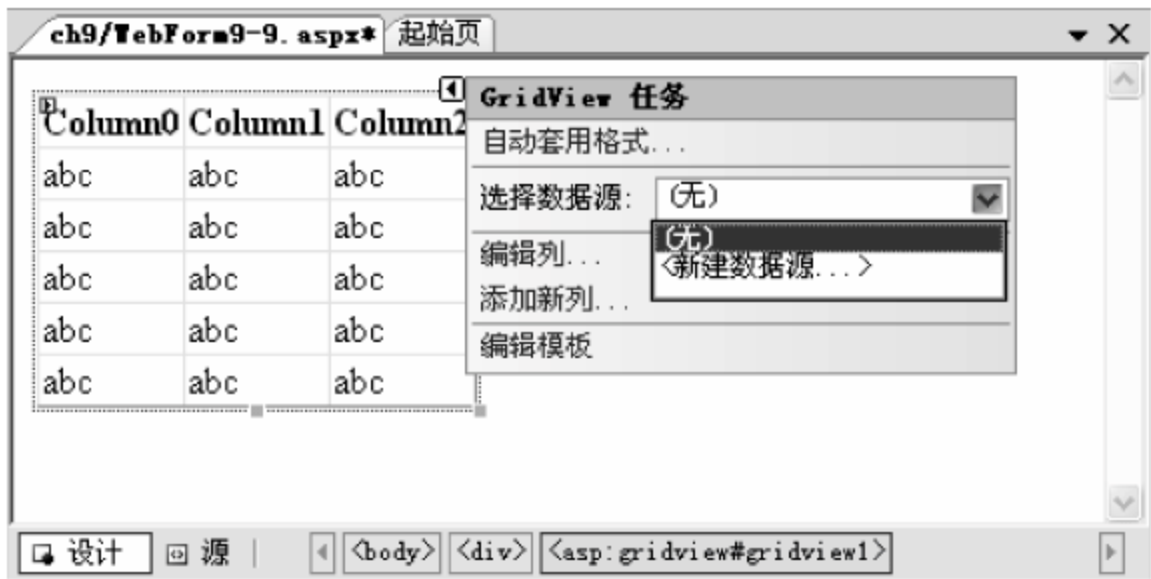 ch9/WebForm9-9.aspx* 起始页
Column0 Column1 Column2
abc abc abc
abc abc abc
abc abc abc
abc abc abc
abc abc abc
GridView 任务
自动套用格式...
选择数据源: (无)
(无)
<新建数据源...>
编辑列...
添加新列...
编辑模板
设计 源 <body> <div> <asp:gridview#gridview1>